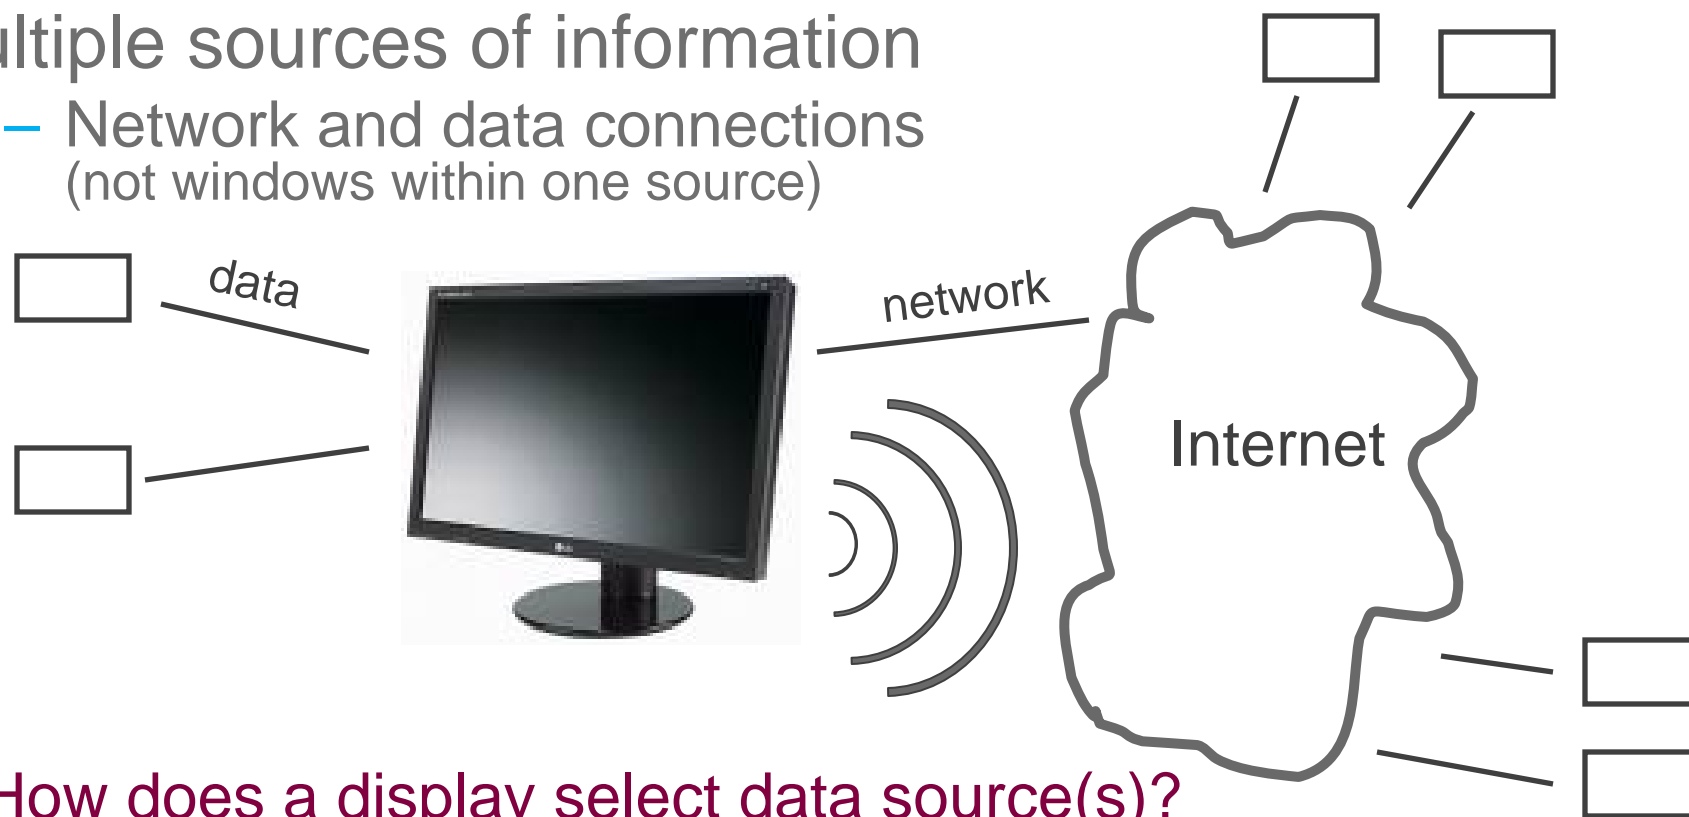 ultiple sources of information
– Network and data connections
(not windows within one source)
data
network
Internet
How does a display select data source(s)?